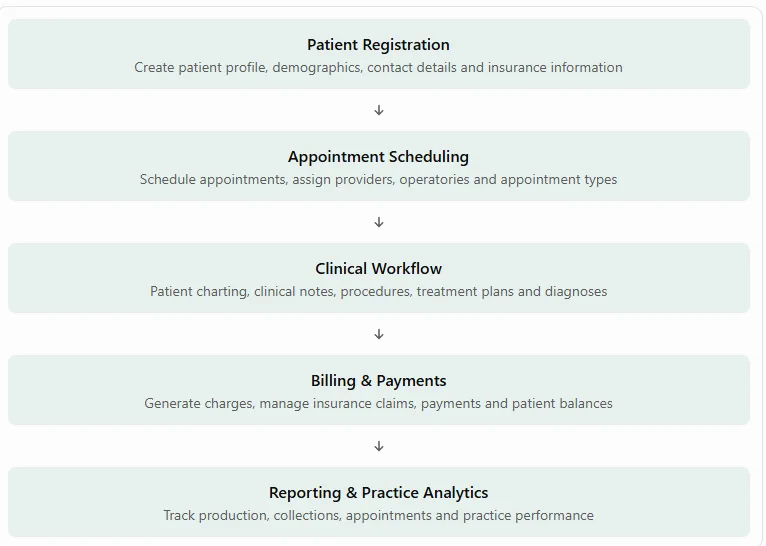 Patient Registration
Create patient profile, demographics, contact details and insurance information
↓
Appointment Scheduling
Schedule appointments, assign providers, operatories and appointment types
↓
Clinical Workflow
Patient charting, clinical notes, procedures, treatment plans and diagnoses
↓
Billing & Payments
Generate charges, manage insurance claims, payments and patient balances
↓
Reporting & Practice Analytics
Track production, collections, appointments and practice performance